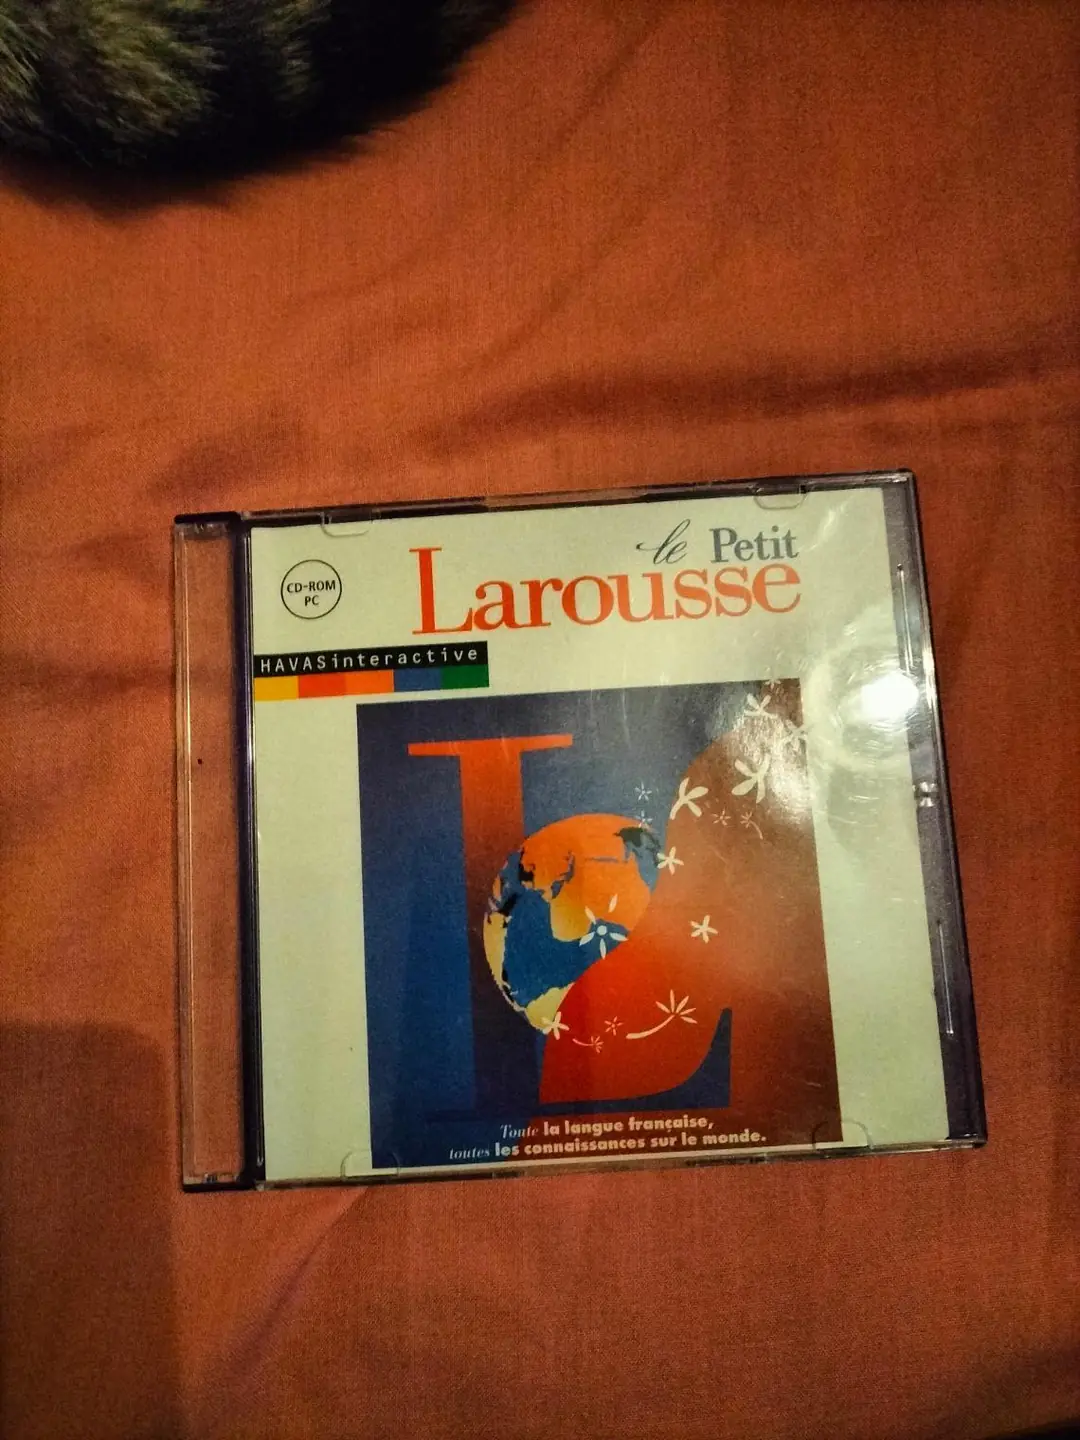 le Petit
Larousse
CD-ROM
PC
HAVASinteractive
Toute la langue française,
toutes les connaissances sur le monde.